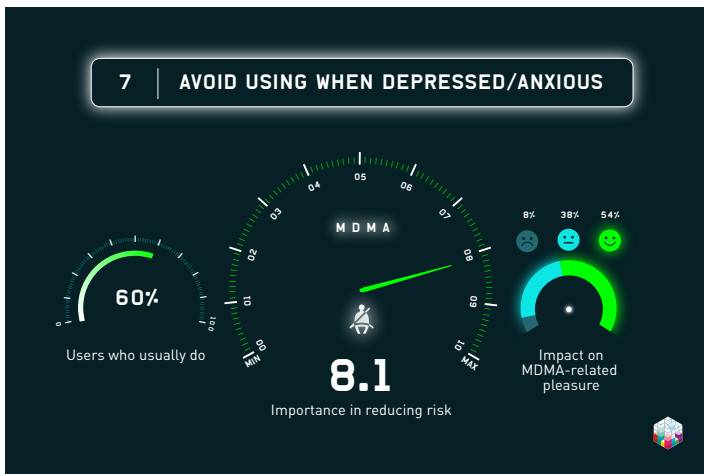 7 | AVOID USING WHEN DEPRESSED/ANXIOUS
0
60%
100
Users who usually do
MDMA
00
01
02
03
04
05
06
07
08
09
10
MIN
MAX
8.1
Importance in reducing risk
8% 38% 54%
Impact on
MDMA-related
pleasure